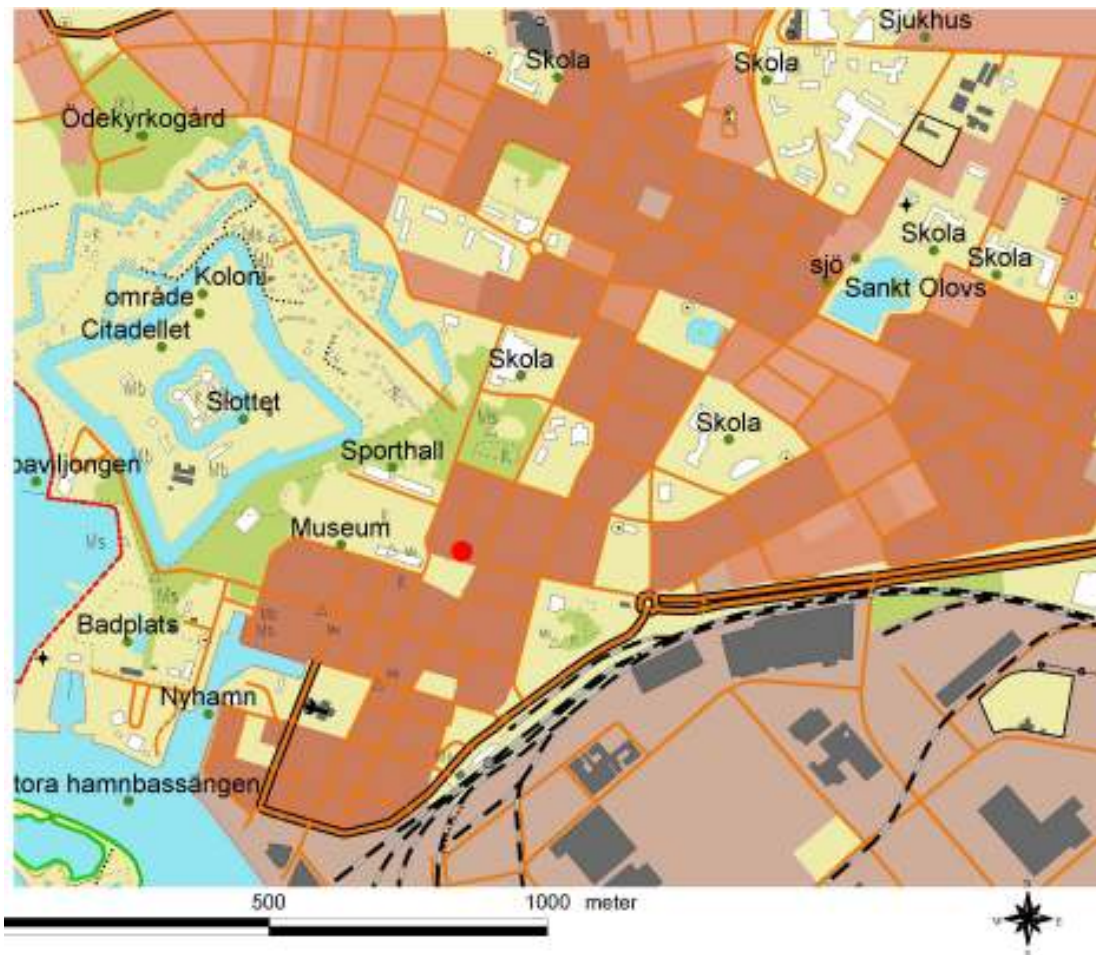 Sjukhus
Skola
Skola
Ödekyrkogård
Skola
Skola
sjö
Sankt Olovs
Koloni-
område
Citadellet
Skola
Slottet
Skola
Sporthall
paviljongen
Museum
Ms
Badplats
Nyhamn
tora hamnbassängen
500
1000 meter